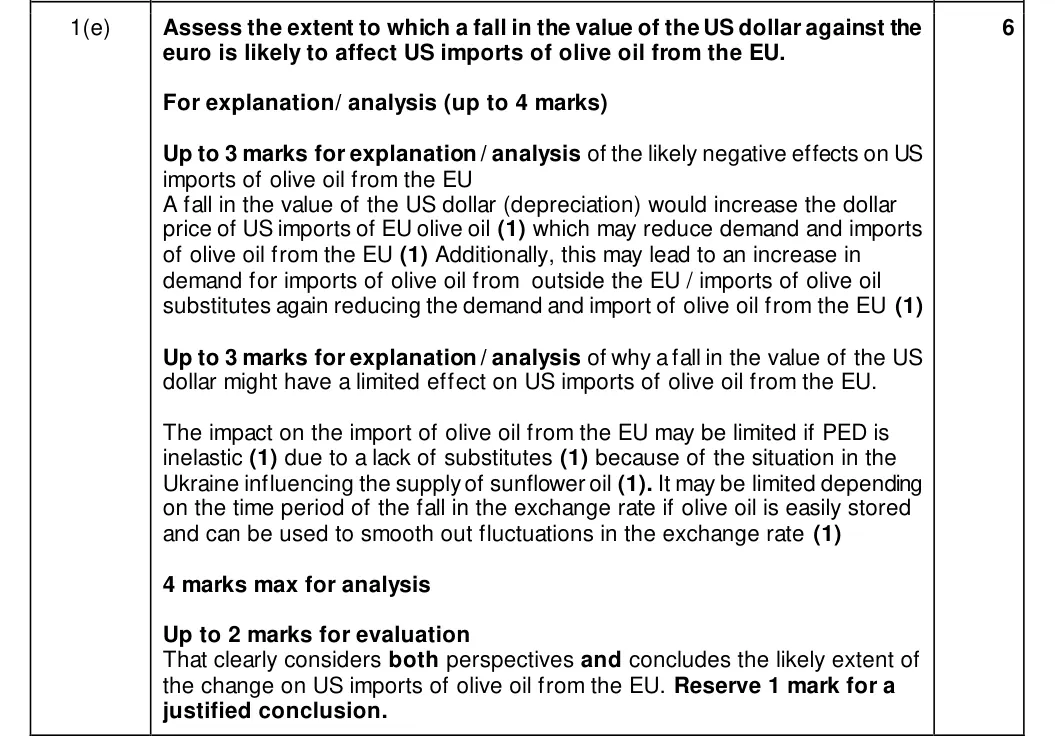 1(e) Assess the extent to which a fall in the value of the US dollar against the 6
euro is likely to affect US imports of olive oil from the EU.
For explanation/ analysis (up to 4 marks)
Up to 3 marks for explanation / analysis of the likely negative effects on US
imports of olive oil from the EU
A fall in the value of the US dollar (depreciation) would increase the dollar
price of US imports of EU olive oil (1) which may reduce demand and imports
of olive oil from the EU (1) Additionally, this may lead to an increase in
demand for imports of olive oil from outside the EU / imports of olive oil
substitutes again reducing the demand and import of olive oil from the EU (1)
Up to 3 marks for explanation / analysis of why a fall in the value of the US
dollar might have a limited effect on US imports of olive oil from the EU.
The impact on the import of olive oil from the EU may be limited if PED is
inelastic (1) due to a lack of substitutes (1) because of the situation in the
Ukraine influencing the supply of sunflower oil (1). It may be limited depending
on the time period of the fall in the exchange rate if olive oil is easily stored
and can be used to smooth out fluctuations in the exchange rate (1)
4 marks max for analysis
Up to 2 marks for evaluation
That clearly considers both perspectives and concludes the likely extent of
the change on US imports of olive oil from the EU. Reserve 1 mark for a
justified conclusion.